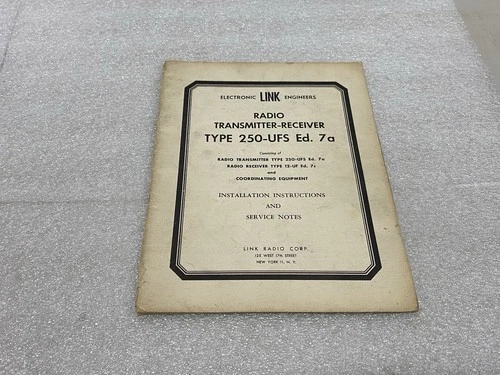 ELECTRONIC LINK ENGINEERS
RADIO
TRANSMITTER-RECEIVER
TYPE 250-UFS Ed. 7a
Consisting of
RADIO TRANSMITTER TYPE 250-UFS Ed. 7a
RADIO RECEIVER TYPE 12-UF Ed. 7c
and
COORDINATING EQUIPMENT
INSTALLATION INSTRUCTIONS
AND
SERVICE NOTES
LINK RADIO CORP.
125 WEST 17th STREET
NEW YORK 11, N. Y.